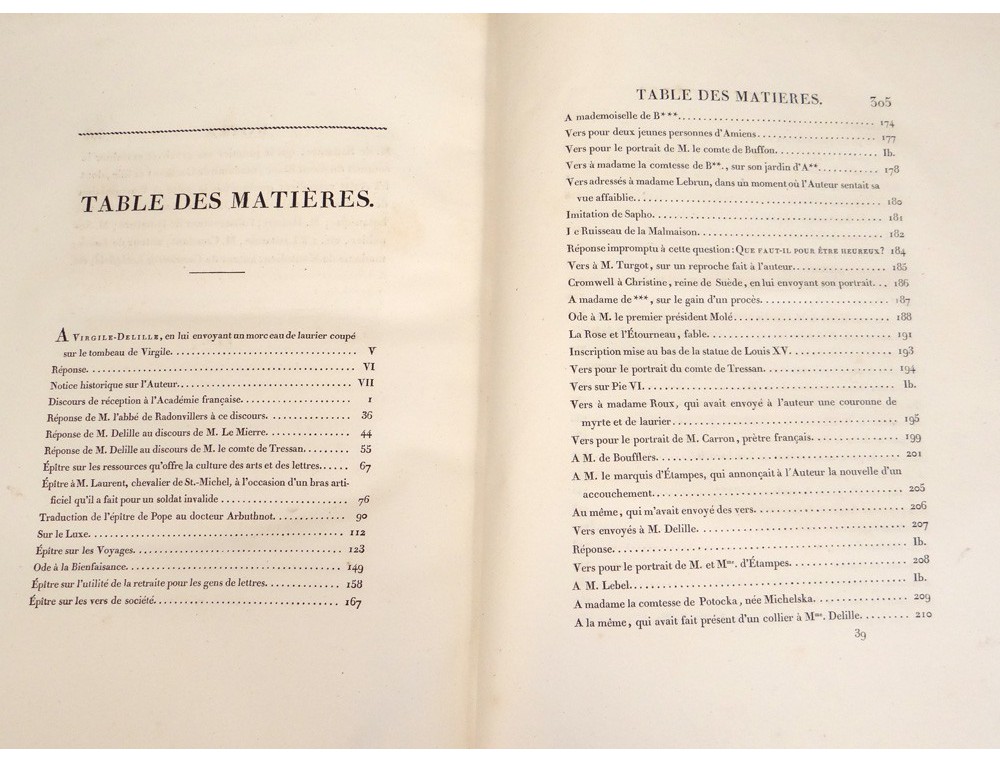 TABLE DES MATIÈRES.
A VIRGILE-DELILLE, en lui envoyant un morceau de laurier coupé
sur le tombeau de Virgile. V
Réponse. VI
Notice historique sur l'Auteur. VII
Discours de réception à l'Académie française. 1
Réponse de M. l'abbé de Radonvillers à ce discours. 36
Réponse de M. Delille au discours de M. Le Mierre. 44
Réponse de M. Delille au discours de M. le comte de Tressan. 55
Épître sur les ressources qu'offre la culture des arts et des lettres. 67
Épître à M. Laurent, chevalier de St.-Michel, à l'occasion d'un bras arti-
ficiel qu'il a fait pour un soldat invalide 76
Traduction de l'épitre de Pope au docteur Arbuthnot. 90
Sur le Luxe. 112
Épître sur les Voyages. 123
Ode à la Bienfaisance. 149
Épître sur l'utilité de la retraite pour les gens de lettres. 158
Épître sur les vers de société. 167
TABLE DES MATIERES. 305
A mademoiselle de B***. 174
Vers pour deux jeunes personnes d'Amiens. 177
Vers pour le portrait de M. le comte de Buffon. Ib.
Vers à madame la comtesse de B**., sur son jardin d'A**. 178
Vers adressés à madame Lebrun, dans un moment où l'Auteur sentait sa
vue affaiblie. 180
Imitation de Sapho. 181
Le Ruisseau de la Malmaison. 182
Réponse impromptu à cette question: QUE FAUT-IL POUR ÊTRE HEUREUX? 184
Vers à M. Turgot, sur un reproche fait à l'auteur. 185
Cromwell à Christine, reine de Suède, en lui envoyant son portrait. 186
A madame de ***, sur le gain d'un procès. 187
Ode à M. le premier président Molé. 188
La Rose et l'Étourneau, fable. 191
Inscription mise au bas de la statue de Louis XV. 193
Vers pour le portrait du comte de Tressan. 194
Vers sur Pie VI. Ib.
Vers à madame Roux, qui avait envoyé à l'auteur une couronne de
myrte et de laurier. 195
Vers pour le portrait de M. Carron, prètre français. 199
A M. de Boufflers. 201
A M. le marquis d'Étampes, qui annonçait à l'Auteur la nouvelle d'un
accouchement. 205
Au même, qui m'avait envoyé des vers. 206
Vers envoyés à M. Delille. 207
Réponse. Ib.
Vers pour le portrait de M. et Mme. d'Étampes. 208
A M. Lebel. Ib.
A madame la comtesse de Potocka, née Michelska. 209
A la même, qui avait fait présent d'un collier à Mme. Delille. 210
39